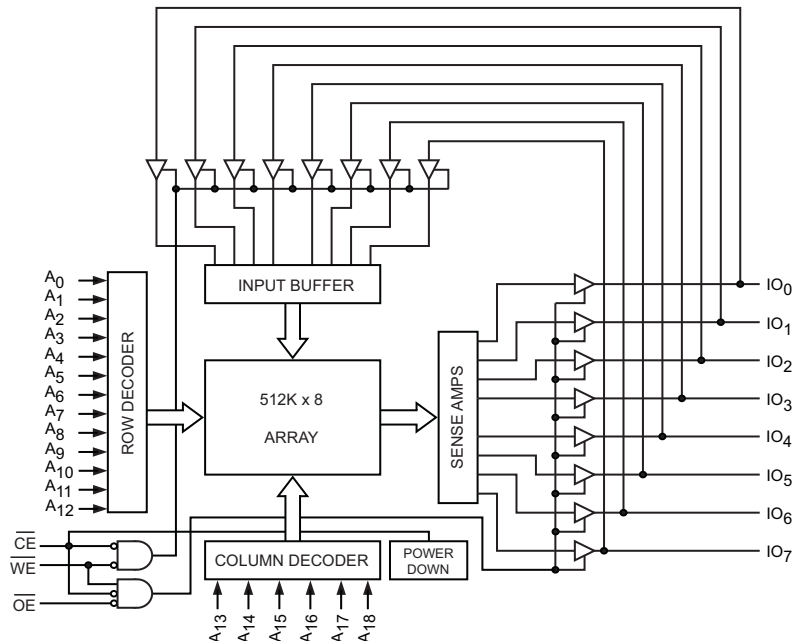 INPUT BUFFER
A0
A1
A2
A3
A4
A5
A6
A7
A8
A9
A10
A11
A12
ROW DECODER
512K x 8
ARRAY
SENSE AMPS
IO0
IO1
IO2
IO3
IO4
IO5
IO6
IO7
CE
WE
OE
COLUMN DECODER
POWER
DOWN
A13
A14
A15
A16
A17
A18